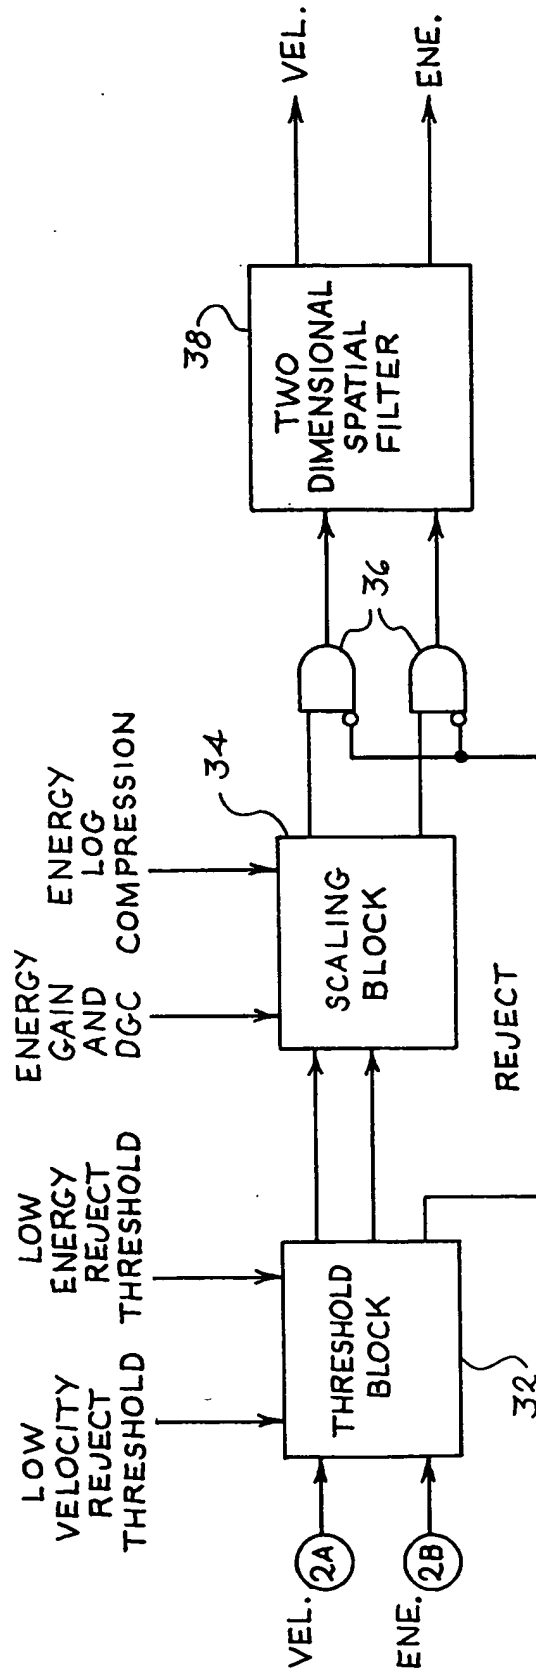 LOW
VELOCITY
REJECT
THRESHOLD
LOW
ENERGY
REJECT
THRESHOLD
ENERGY
GAIN
AND
DGC
ENERGY
LOG
COMPRESSION
VEL. 2A
ENE. 2B
THRESHOLD
BLOCK
32
REJECT
SCALING
BLOCK
34
36
TWO
DIMENSIONAL
SPATIAL
FILTER
38
VEL.
ENE.